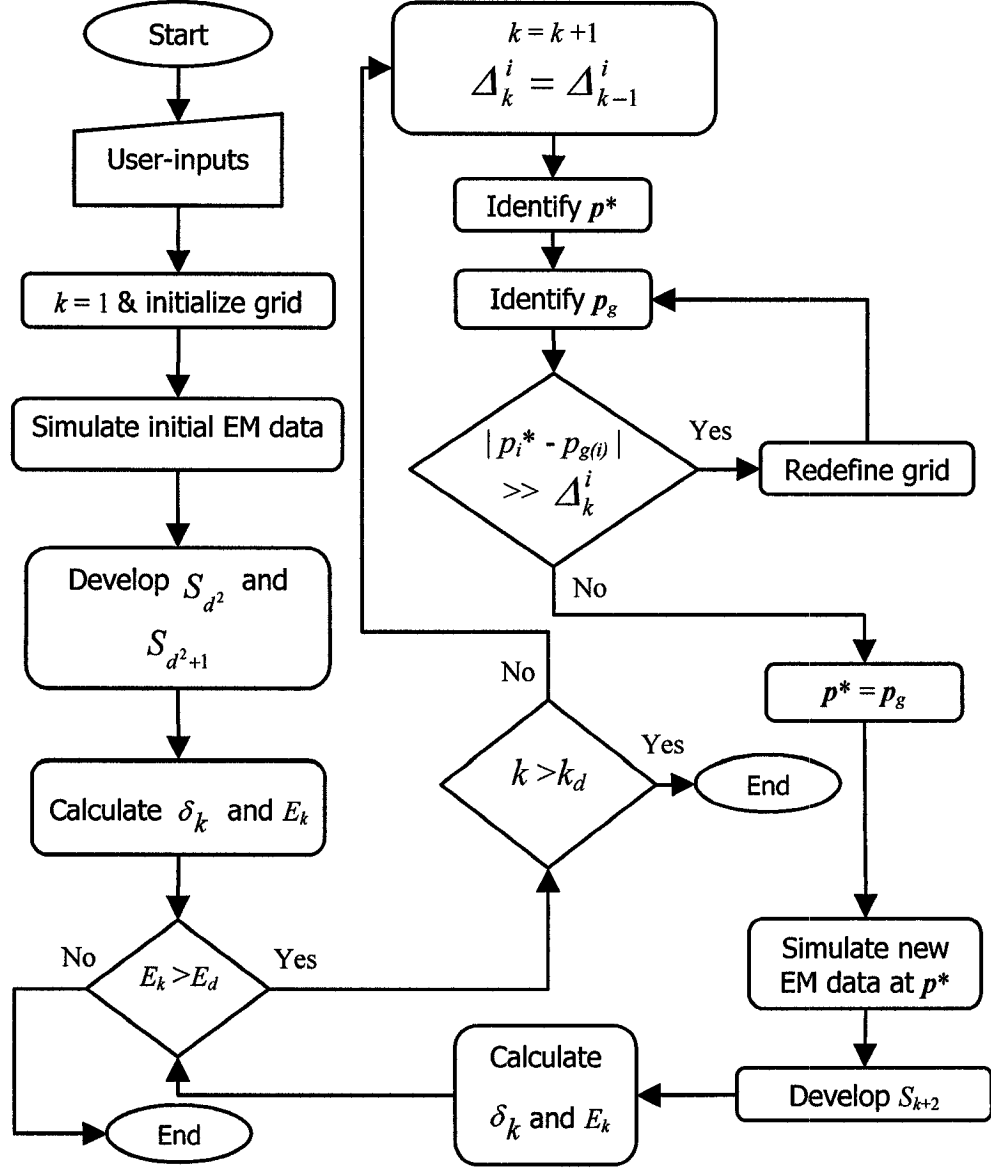 Start
User-inputs
k = 1 & initialize grid
Simulate initial EM data
Develop S_{d^2} and
S_{d^2+1}
Calculate δ_k and E_k
E_k >E_d
No
Yes
End
k >k_d
No
Yes
End
k = k +1
Δ_k^i = Δ_{k-1}^i
Identify p*
Identify p_g
| p_i* - p_{g(i)} |
>> Δ_k^i
Yes
Redefine grid
No
p* = p_g
Simulate new
EM data at p*
Develop S_{k+2}
Calculate
δ_k and E_k